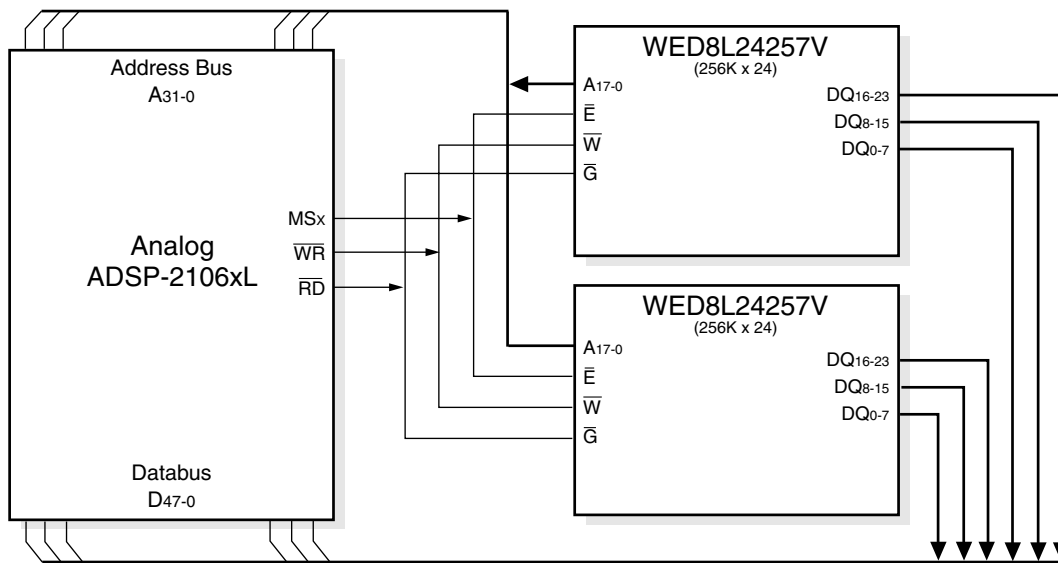 Address Bus
A31-0
MSx
Analog
ADSP-2106xL
W̅R̅
R̅D̅
Databus
D47-0
WED8L24257V
(256K x 24)
A17-0
E̅
W̅
G̅
DQ16-23
DQ8-15
DQ0-7
WED8L24257V
(256K x 24)
A17-0
E̅
W̅
G̅
DQ16-23
DQ8-15
DQ0-7